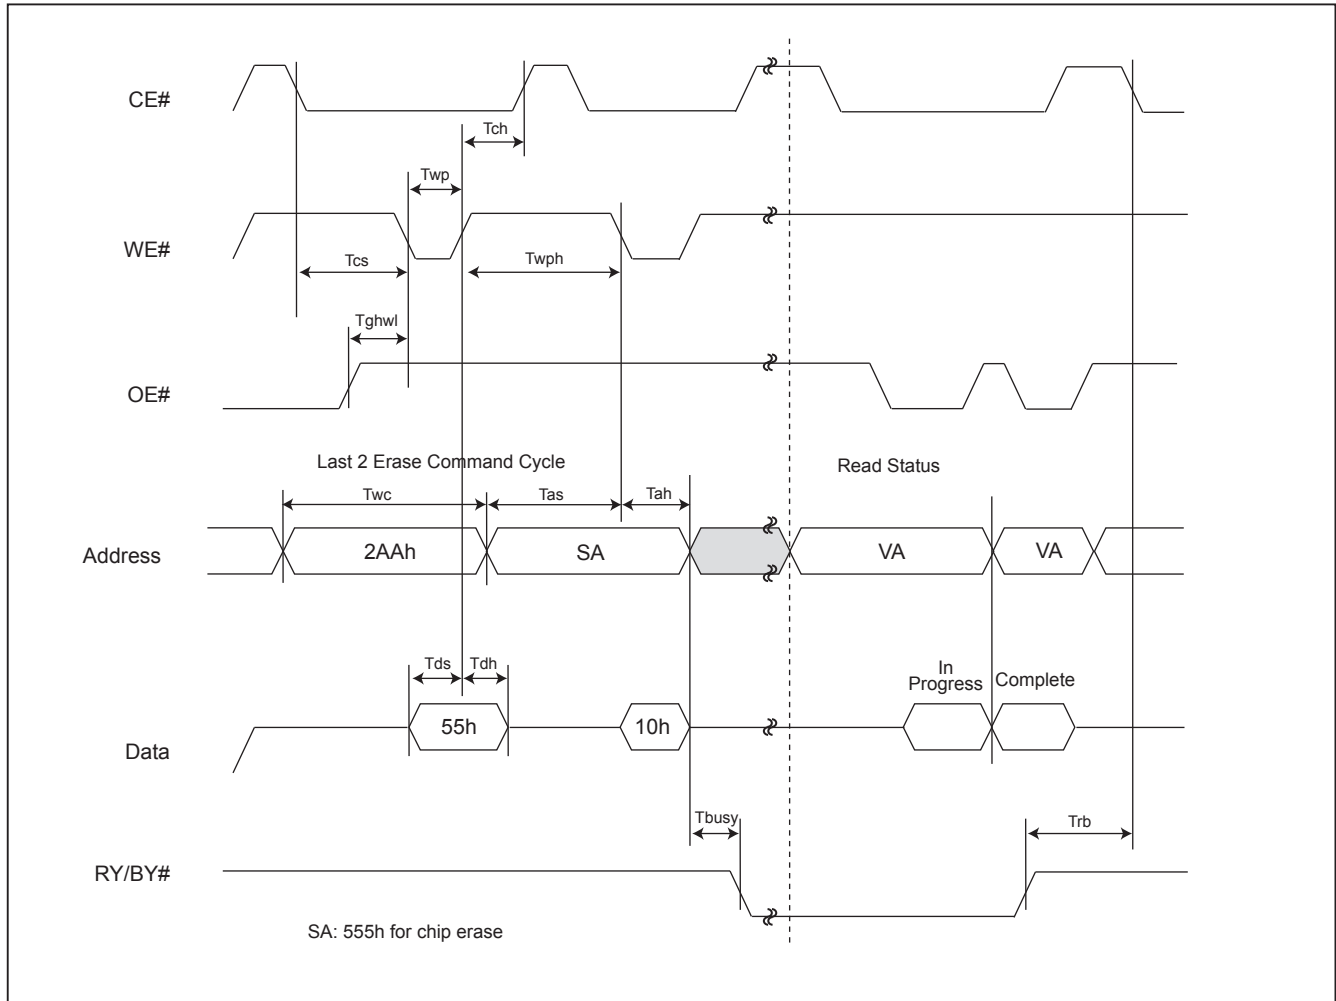 CE#
Tch
Twp
WE#
Tcs
Twph
Tghwl
OE#
Last 2 Erase Command Cycle
Read Status
Twc
Tas
Tah
Address
2AAh
SA
VA
VA
Tds
Tdh
In
Progress
Complete
55h
10h
Data
Tbusy
Trb
RY/BY#
SA: 555h for chip erase